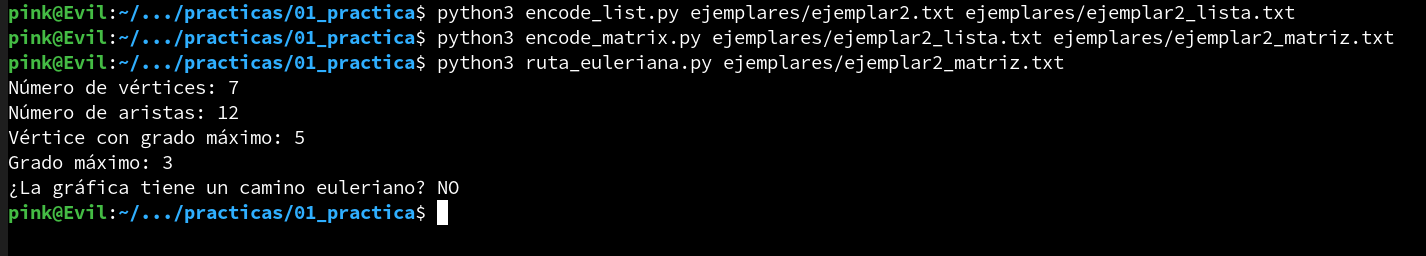 pink@Evil:~/.../practicas/01_practica$ python3 encode_list.py ejemplares/ejemplar2.txt ejemplares/ejemplar2_lista.txt
pink@Evil:~/.../practicas/01_practica$ python3 encode_matrix.py ejemplares/ejemplar2_lista.txt ejemplares/ejemplar2_matriz.txt
pink@Evil:~/.../practicas/01_practica$ python3 ruta_euleriana.py ejemplares/ejemplar2_matriz.txt
Número de vértices: 7
Número de aristas: 12
Vértice con grado máximo: 5
Grado máximo: 3
¿La gráfica tiene un camino euleriano? NO
pink@Evil:~/.../practicas/01_practica$